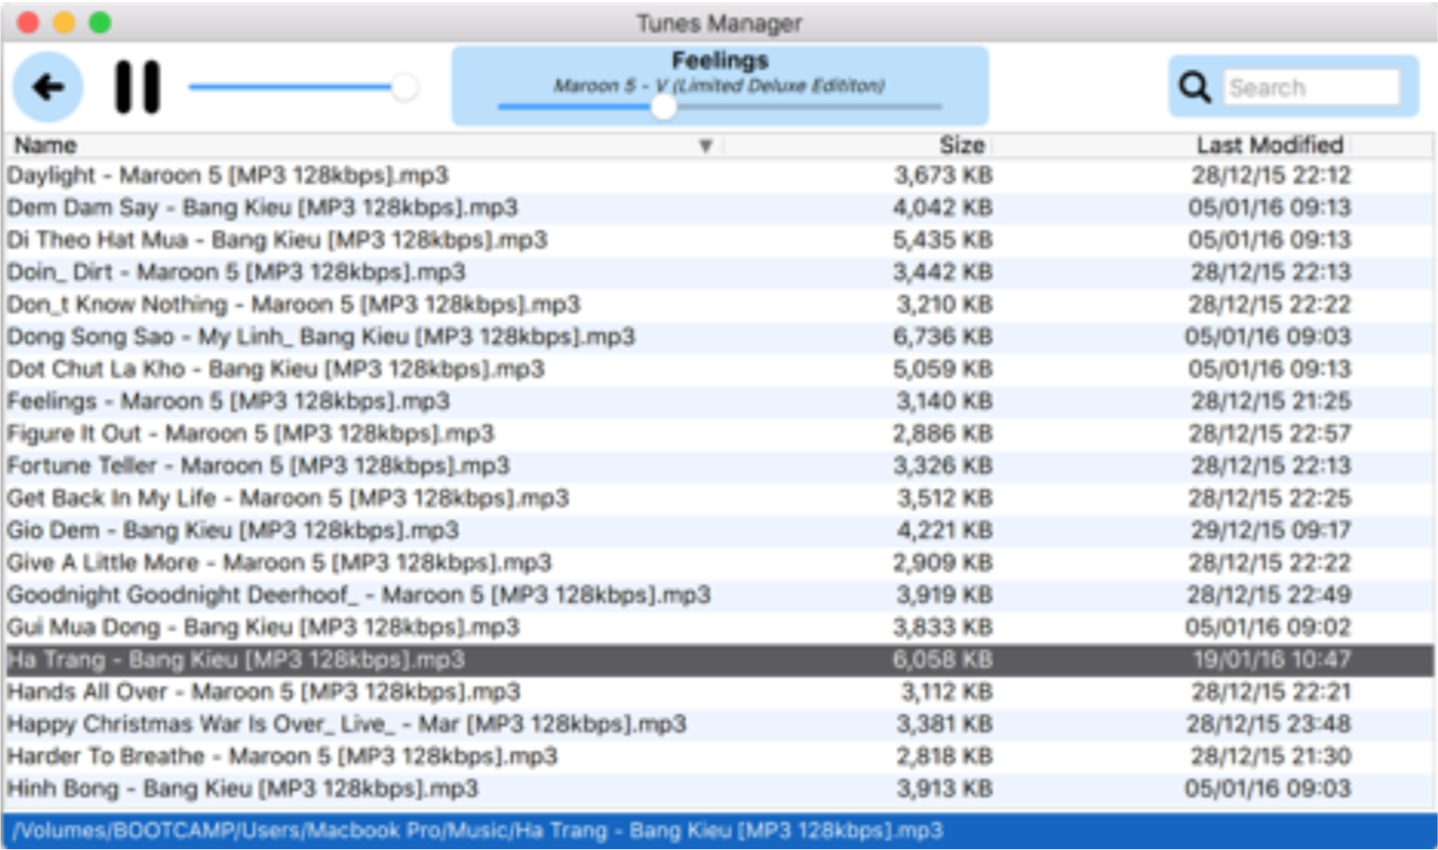 Tunes Manager
Feelings
Maroon 5 - V (Limited Deluxe Edititon)
Search
Name ▼ Size Last Modified
Daylight - Maroon 5 [MP3 128kbps].mp3 3,673 KB 28/12/15 22:12
Dem Dam Say - Bang Kieu [MP3 128kbps].mp3 4,042 KB 05/01/16 09:13
Di Theo Hat Mua - Bang Kieu [MP3 128kbps].mp3 5,435 KB 05/01/16 09:13
Doin_ Dirt - Maroon 5 [MP3 128kbps].mp3 3,442 KB 28/12/15 22:13
Don_t Know Nothing - Maroon 5 [MP3 128kbps].mp3 3,210 KB 28/12/15 22:22
Dong Song Sao - My Linh_ Bang Kieu [MP3 128kbps].mp3 6,736 KB 05/01/16 09:03
Dot Chut La Kho - Bang Kieu [MP3 128kbps].mp3 5,059 KB 05/01/16 09:13
Feelings - Maroon 5 [MP3 128kbps].mp3 3,140 KB 28/12/15 21:25
Figure It Out - Maroon 5 [MP3 128kbps].mp3 2,886 KB 28/12/15 22:57
Fortune Teller - Maroon 5 [MP3 128kbps].mp3 3,326 KB 28/12/15 22:13
Get Back In My Life - Maroon 5 [MP3 128kbps].mp3 3,512 KB 28/12/15 22:25
Gio Dem - Bang Kieu [MP3 128kbps].mp3 4,221 KB 29/12/15 09:17
Give A Little More - Maroon 5 [MP3 128kbps].mp3 2,909 KB 28/12/15 22:22
Goodnight Goodnight Deerhoof_ - Maroon 5 [MP3 128kbps].mp3 3,919 KB 28/12/15 22:49
Gui Mua Dong - Bang Kieu [MP3 128kbps].mp3 3,833 KB 05/01/16 09:02
Ha Trang - Bang Kieu [MP3 128kbps].mp3 6,058 KB 19/01/16 10:47
Hands All Over - Maroon 5 [MP3 128kbps].mp3 3,112 KB 28/12/15 22:21
Happy Christmas War Is Over_ Live_ - Mar [MP3 128kbps].mp3 3,381 KB 28/12/15 23:48
Harder To Breathe - Maroon 5 [MP3 128kbps].mp3 2,818 KB 28/12/15 21:30
Hinh Bong - Bang Kieu [MP3 128kbps].mp3 3,913 KB 05/01/16 09:03
/Volumes/BOOTCAMP/Users/Macbook Pro/Music/Ha Trang - Bang Kieu [MP3 128kbps].mp3